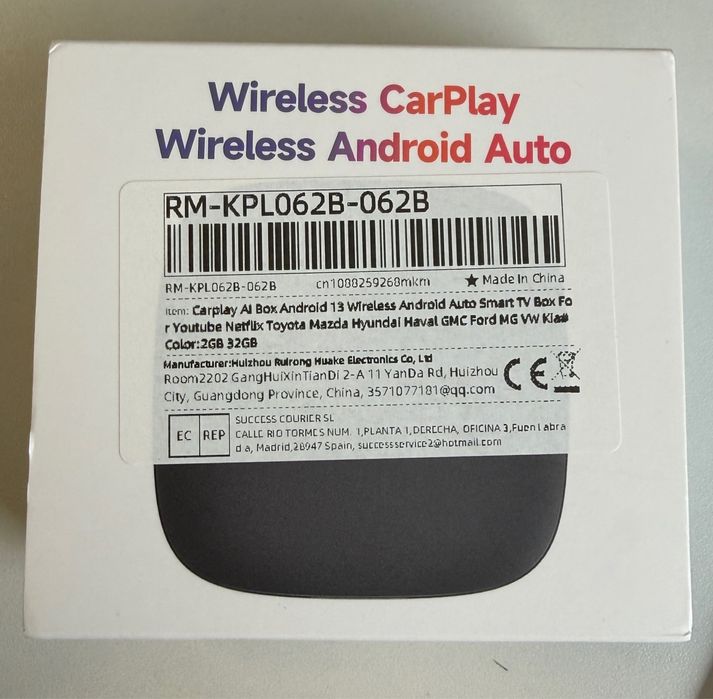 Wireless CarPlay
Wireless Android Auto
RM-KPL062B-062B
RM-KPL062B-062B cn1088259268mkm ★ Made In China
Item: Carplay AI Box Android 13 Wireless Android Auto Smart TV Box Fo
r Youtube Netflix Toyota Mazda Hyundai Haval GMC Ford MG VW Kia#
Color:2GB 32GB
Manufacturer:Huizhou Ruirong Huake Electronics Co, Ltd
Room2202 GangHuiXinTianDi 2-A 11 YanDa Rd, Huizhou
City, Guangdong Province, China, 3571077181@qq.com
CE
EC REP
SUCCESS COURIER SL
CALLE RIO TORMES NUM. 1,PLANTA 1,DERECHA, OFICINA 3,Fuenlabra
da, Madrid,28947 Spain, successservice2@hotmail.com